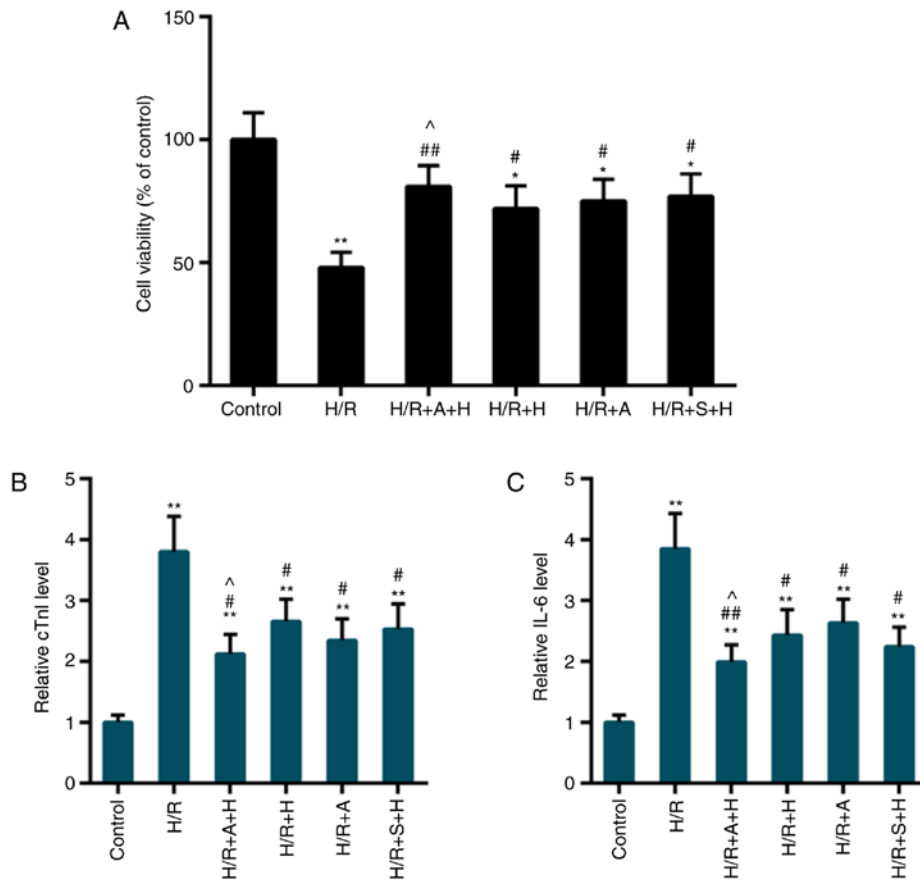 A
Cell viability (% of control)
150
100
50
0
**
^
##
#
*
#
*
#
*
Control H/R H/R+A+H H/R+H H/R+A H/R+S+H
B
Relative cTnI level
5
4
3
2
1
0
**
^
#
**
#
**
#
**
#
**
Control
H/R
H/R+A+H
H/R+H
H/R+A
H/R+S+H
C
Relative IL-6 level
5
4
3
2
1
0
**
^
##
**
#
**
#
**
#
**
Control
H/R
H/R+A+H
H/R+H
H/R+A
H/R+S+H